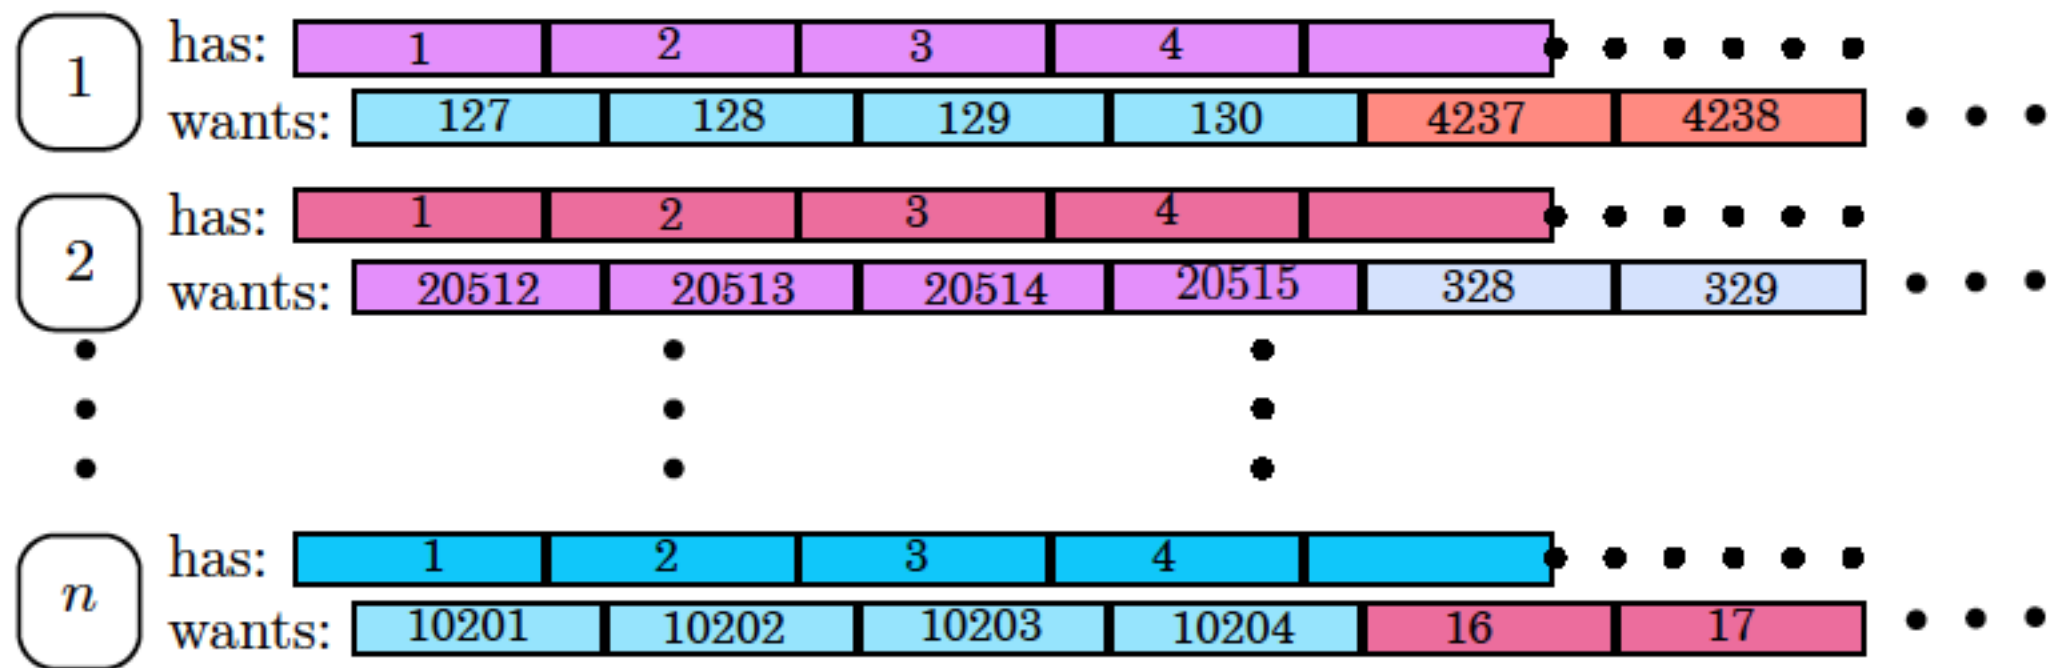 1 has: 1 2 3 4
wants: 127 128 129 130 4237 4238
2 has: 1 2 3 4
wants: 20512 20513 20514 20515 328 329
n has: 1 2 3 4
wants: 10201 10202 10203 10204 16 17